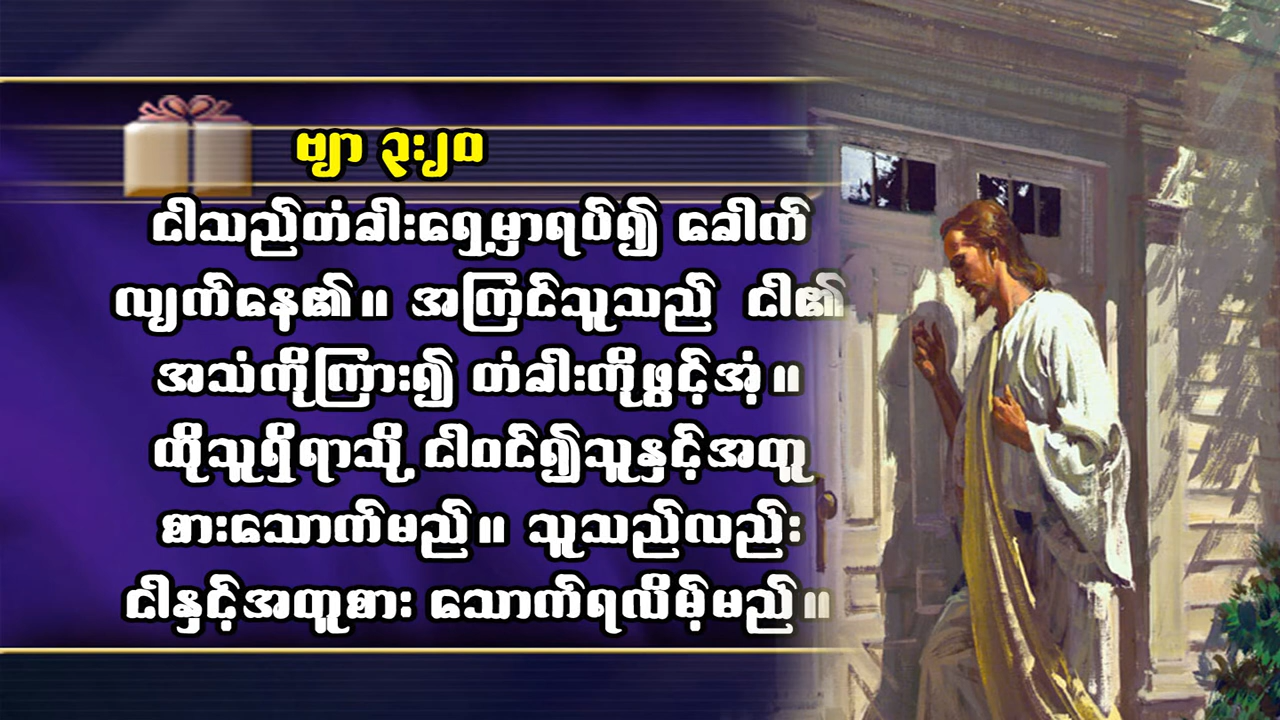 ဗျာ ၃း၂၀
ငါသည်တံခါးရှေ့မှာရပ်၍ ခေါက်
လျက်နေ၏။ အကြင်သူသည် ငါ၏
အသံကိုကြား၍ တံခါးကိုဖွင့်အံ့။
ထိုသူရှိရာသို့ ငါဝင်၍သူနှင့်အတူ
စားသောက်မည်။ သူသည်လည်း
ငါနှင့်အတူစား သောက်ရလိမ့်မည်။